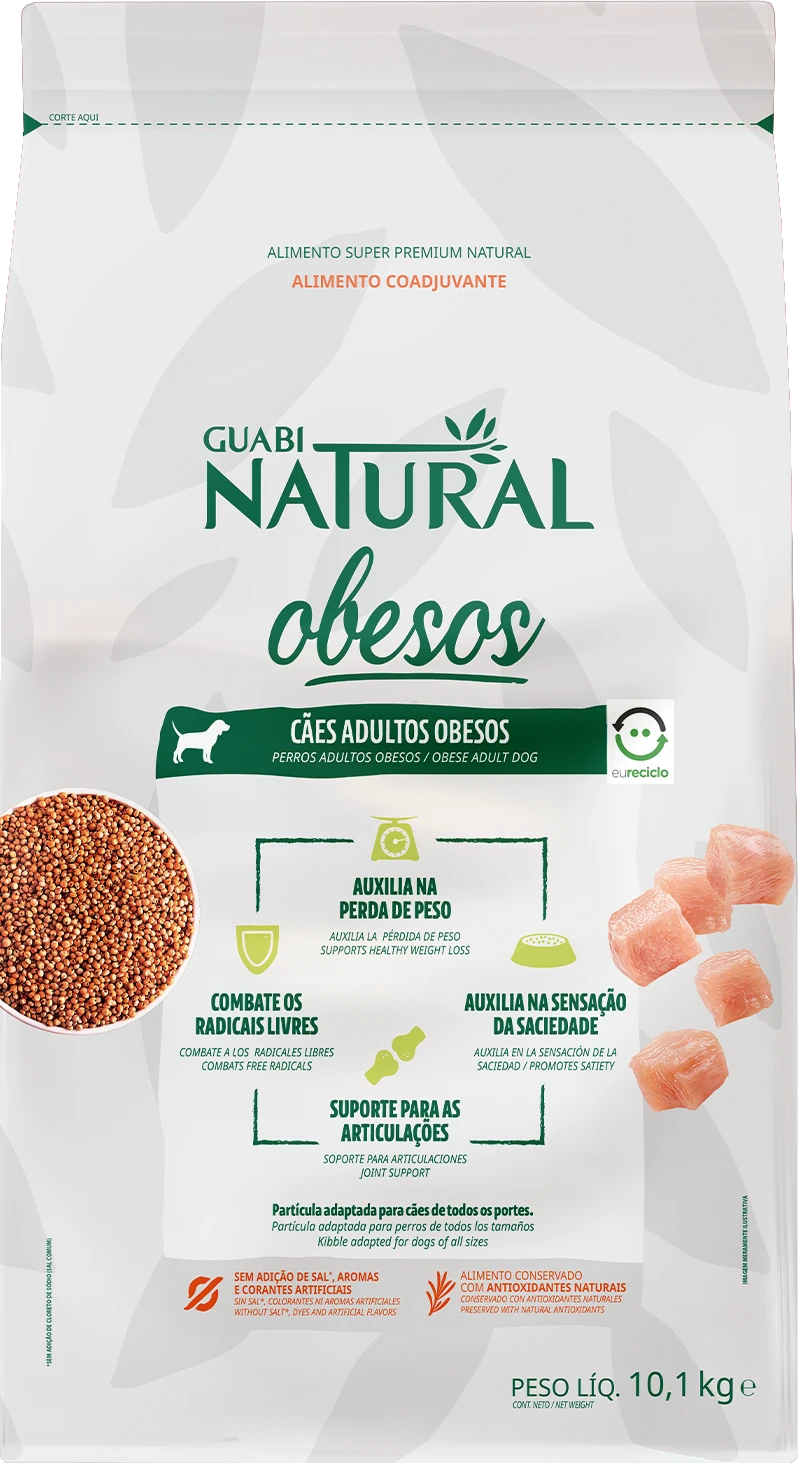 CORTE AQUI
ALIMENTO SUPER PREMIUM NATURAL
ALIMENTO COADJUVANTE
GUABI
NATURAL
obesos
CÃES ADULTOS OBESOS
PERROS ADULTOS OBESOS / OBESE ADULT DOG
eureciclo
AUXILIA NA
PERDA DE PESO
AUXILIA LA PÉRDIDA DE PESO
SUPPORTS HEALTHY WEIGHT LOSS
COMBATE OS
RADICAIS LIVRES
COMBATE A LOS RADICALES LIBRES
COMBATS FREE RADICALS
AUXILIA NA SENSAÇÃO
DA SACIEDADE
AUXILIA EN LA SENSACIÓN DE LA
SACIEDAD / PROMOTES SATIETY
SUPORTE PARA AS
ARTICULAÇÕES
SOPORTE PARA ARTICULACIONES
JOINT SUPPORT
Partícula adaptada para cães de todos os portes.
Partícula adaptada para perros de todos los tamaños
Kibble adapted for dogs of all sizes
SEM ADIÇÃO DE SAL*, AROMAS
E CORANTES ARTIFICIAIS
SIN SAL*, COLORANTES NI AROMAS ARTIFICIALES
WITHOUT SALT*, DYES AND ARTIFICIAL FLAVORS
ALIMENTO CONSERVADO
COM ANTIOXIDANTES NATURAIS
CONSERVADO CON ANTIOXIDANTES NATURALES
PRESERVED WITH NATURAL ANTIOXIDANTS
*SEM ADIÇÃO DE CLORETO DE SÓDIO (SAL COMUM)
IMAGEM MERAMENTE ILUSTRATIVA
PESO LÍQ. 10,1 kg e
CONT. NETO / NET WEIGHT